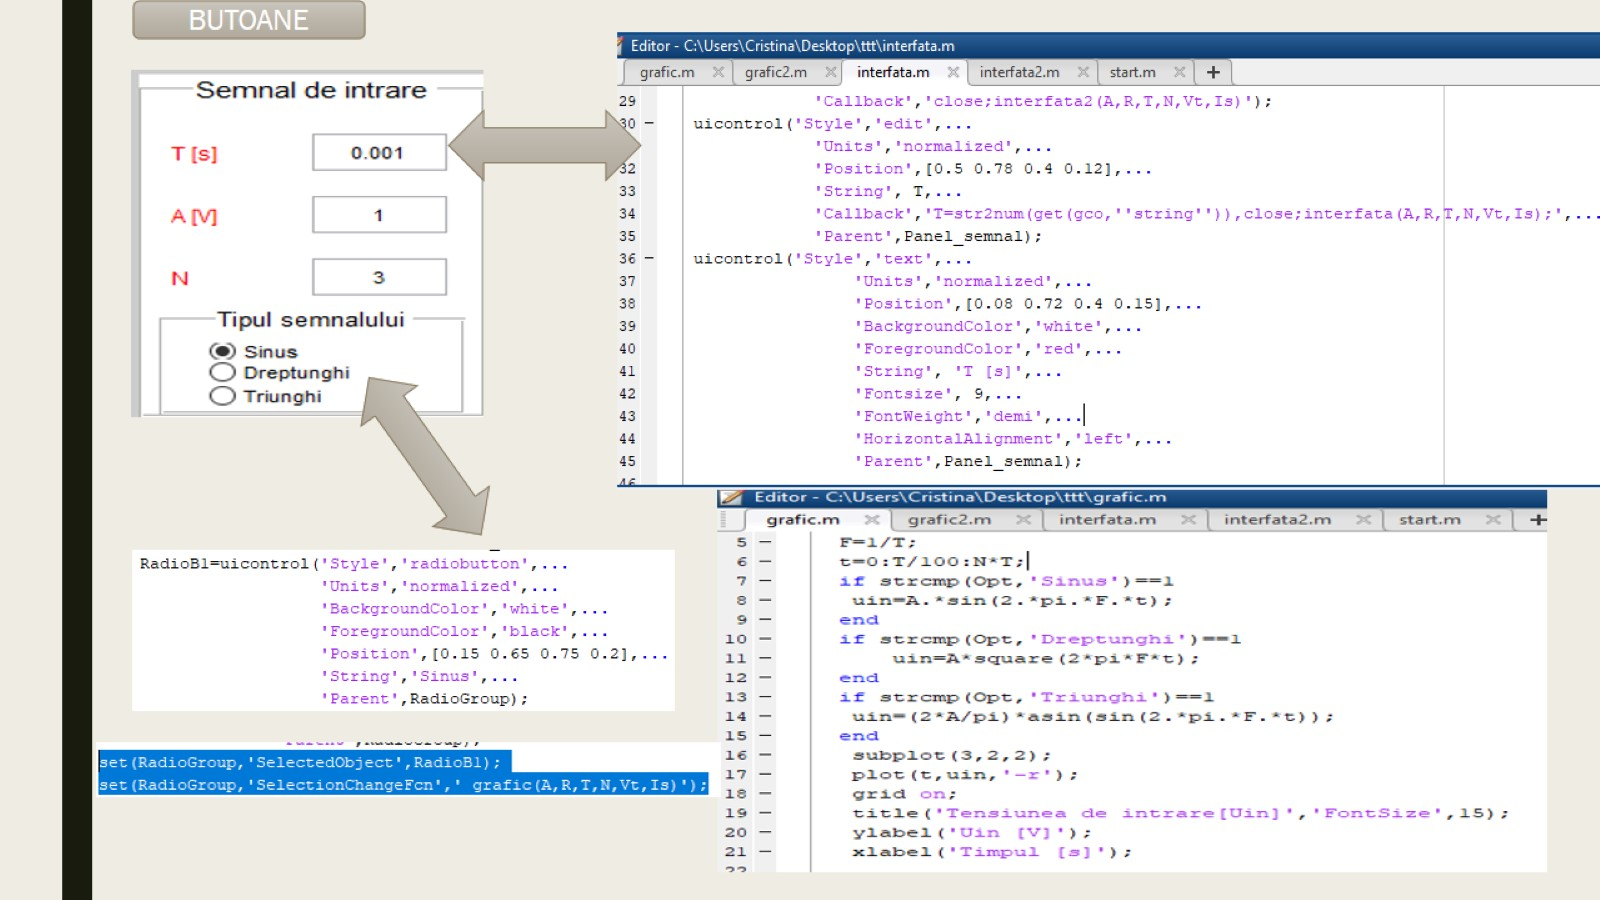 BUTOANE
Semnal de intrare
T [s]
0.001
A [V]
1
N
3
Tipul semnalului
Sinus
Dreptunghi
Triunghi
Editor - C:\Users\Cristina\Desktop\ttt\interfata.m
grafic.m × grafic2.m × interfata.m × interfata2.m × start.m × +
29 'Callback','close;interfata2(A,R,T,N,Vt,Is)');
30 – uicontrol('Style','edit',...
'Units','normalized',...
32 'Position',[0.5 0.78 0.4 0.12],...
33 'String', T,...
34 'Callback','T=str2num(get(gco,''string'')),close;interfata(A,R,T,N,Vt,Is);',...
35 'Parent',Panel_semnal);
36 – uicontrol('Style','text',...
37 'Units','normalized',...
38 'Position',[0.08 0.72 0.4 0.15],...
39 'BackgroundColor','white',...
40 'ForegroundColor','red',...
41 'String', 'T [s]',...
42 'Fontsize', 9,...
43 'FontWeight','demi',...
44 'HorizontalAlignment','left',...
45 'Parent',Panel_semnal);
46
RadioB1=uicontrol('Style','radiobutton',...
'Units','normalized',...
'BackgroundColor','white',...
'ForegroundColor','black',...
'Position',[0.15 0.65 0.75 0.2],...
'String','Sinus',...
'Parent',RadioGroup);
'Parent',RadioGroup);
set(RadioGroup,'SelectedObject',RadioB1);
set(RadioGroup,'SelectionChangeFcn',' grafic(A,R,T,N,Vt,Is)');
Editor - C:\Users\Cristina\Desktop\ttt\grafic.m
grafic.m × grafic2.m × interfata.m × interfata2.m × start.m × +
5 – F=1/T;
6 – t=0:T/100:N*T;
7 – if strcmp(Opt,'Sinus')==1
8 – uin=A.*sin(2.*pi.*F.*t);
9 – end
10 – if strcmp(Opt,'Dreptunghi')==1
11 – uin=A*square(2*pi*F*t);
12 – end
13 – if strcmp(Opt,'Triunghi')==1
14 – uin=(2*A/pi)*asin(sin(2.*pi.*F.*t));
15 – end
16 – subplot(3,2,2);
17 – plot(t,uin,'-r');
18 – grid on;
19 – title('Tensiunea de intrare[Uin]','FontSize',15);
20 – ylabel('Uin [V]');
21 – xlabel('Timpul [s]');
22